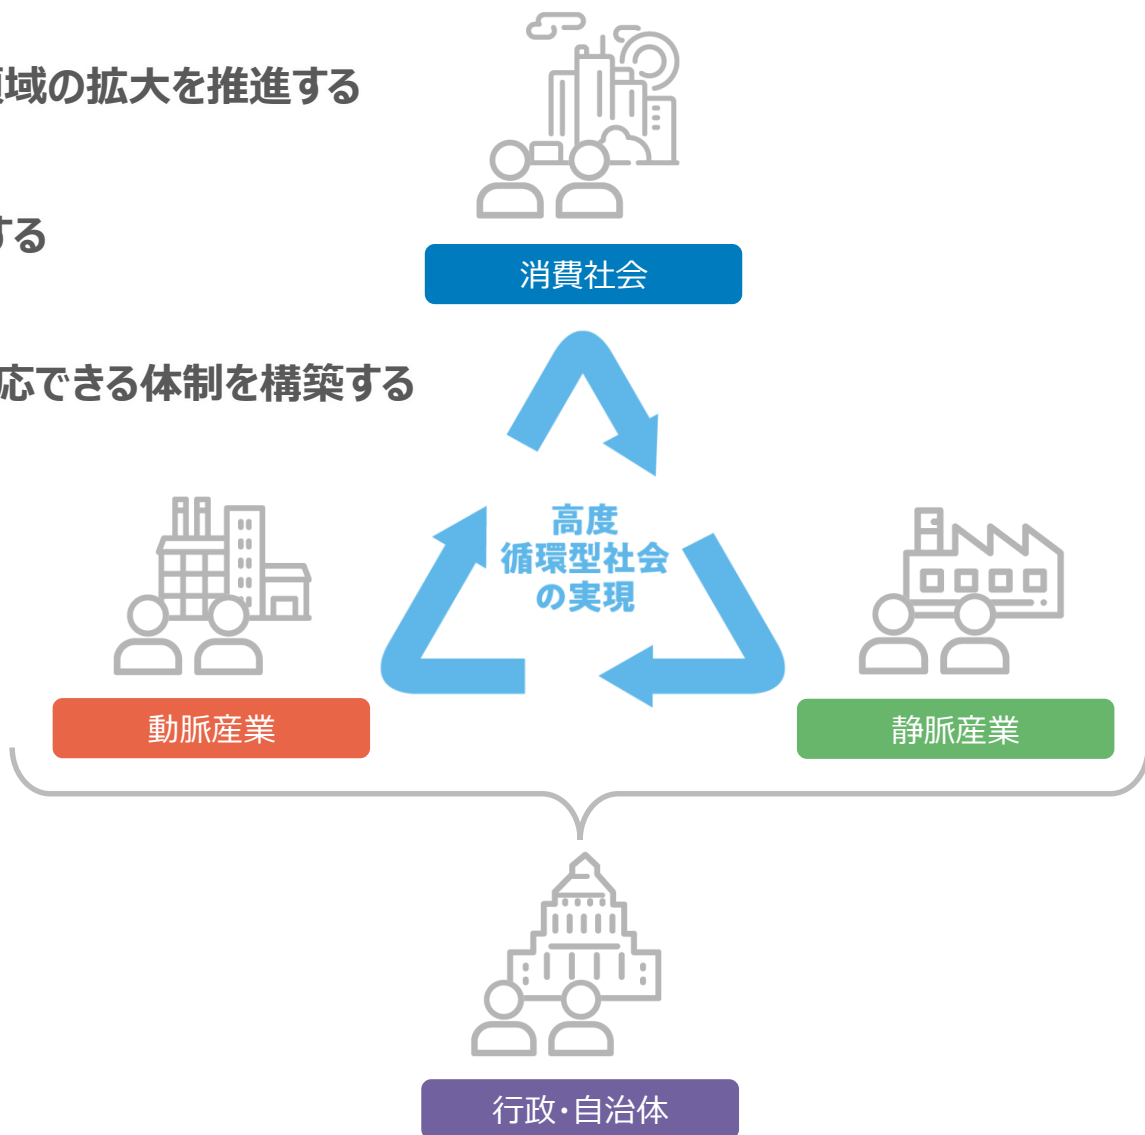 域の拡大を推進する
する
応できる体制を構築する
消費社会
高度
循環型社会
の実現
動脈産業
静脈産業
行政・自治体